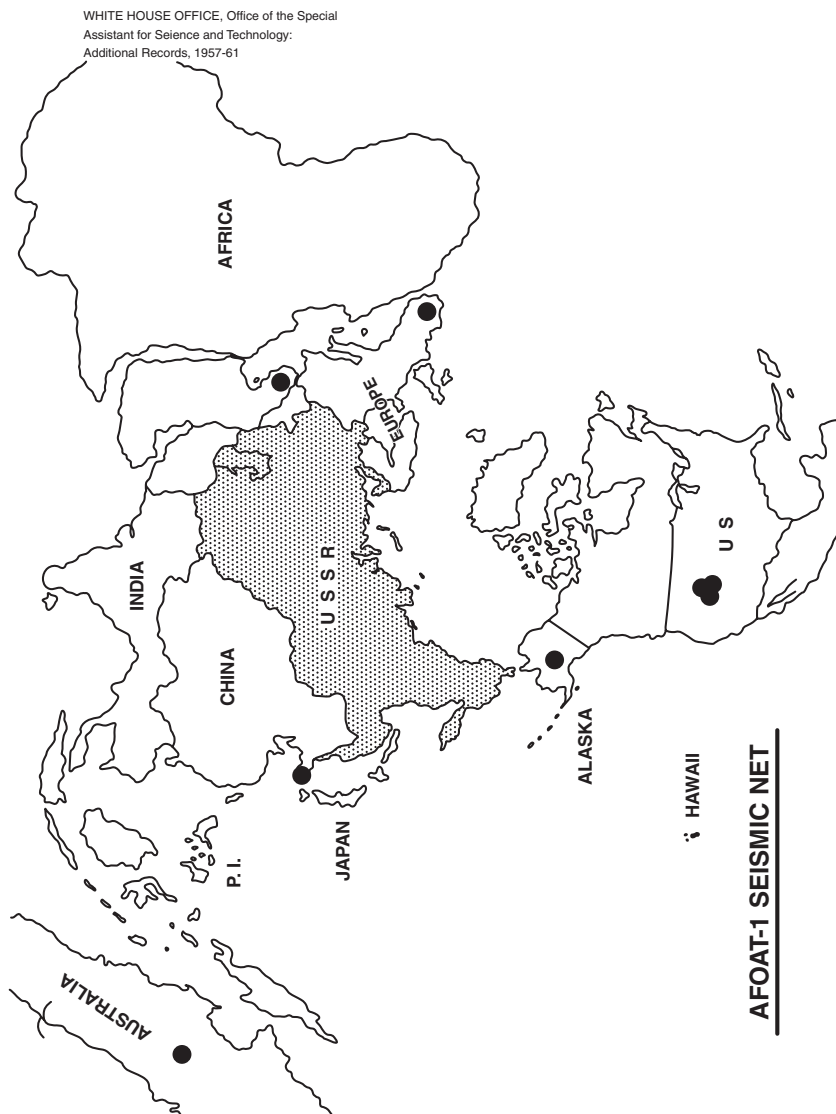 WHITE HOUSE OFFICE, Office of the Special
Assistant for Seience and Technology:
Additional Records, 1957-61
AFRICA
EUROPE
INDIA
U S S R
CHINA
U S
ALASKA
HAWAII
JAPAN
P. I.
AUSTRALIA
AFOAT-1 SEISMIC NET